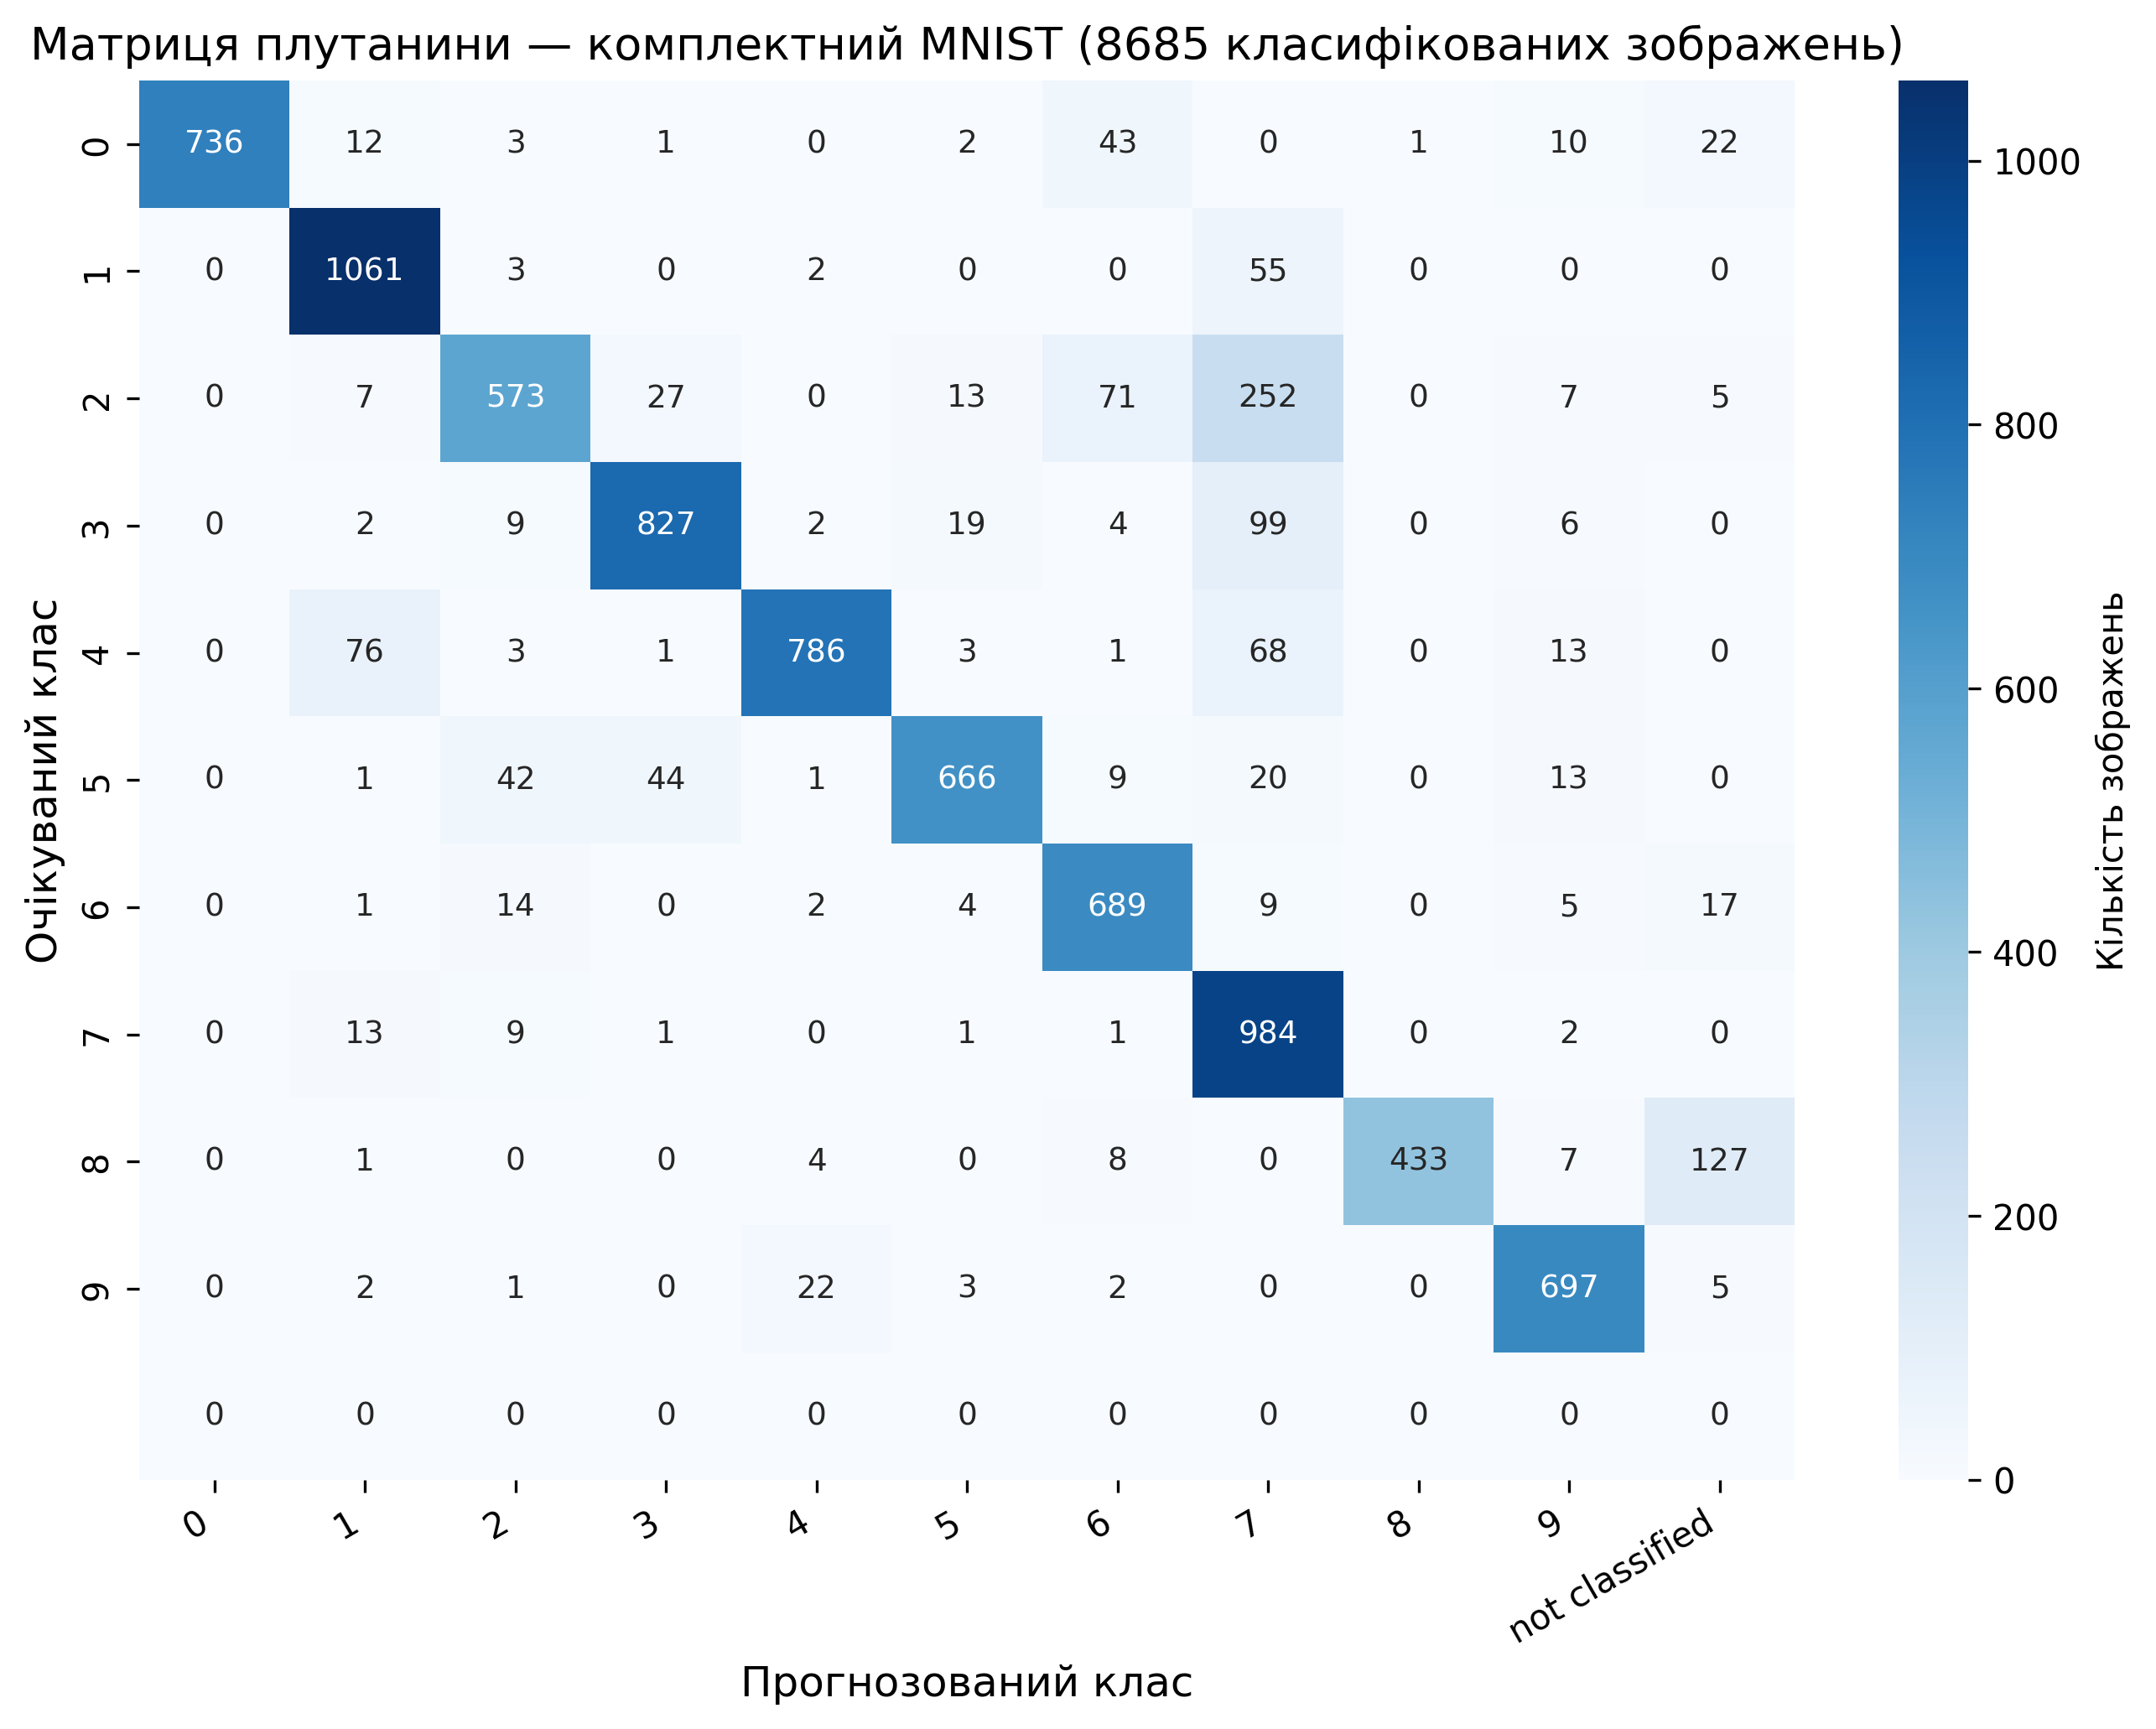 Матриця плутанини — комплектний MNIST (8685 класифікованих зображень)
0 736 12 3 1 0 2 43 0 1 10 22
1 0 1061 3 0 2 0 0 55 0 0 0
2 0 7 573 27 0 13 71 252 0 7 5
3 0 2 9 827 2 19 4 99 0 6 0
4 0 76 3 1 786 3 1 68 0 13 0
5 0 1 42 44 1 666 9 20 0 13 0
6 0 1 14 0 2 4 689 9 0 5 17
7 0 13 9 1 0 1 1 984 0 2 0
8 0 1 0 0 4 0 8 0 433 7 127
9 0 2 1 0 22 3 2 0 0 697 5
0 0 0 0 0 0 0 0 0 0 0
0 1 2 3 4 5 6 7 8 9 not classified
Прогнозований клас
Очікуваний клас
1000
800
600
400
200
0
Кількість зображень